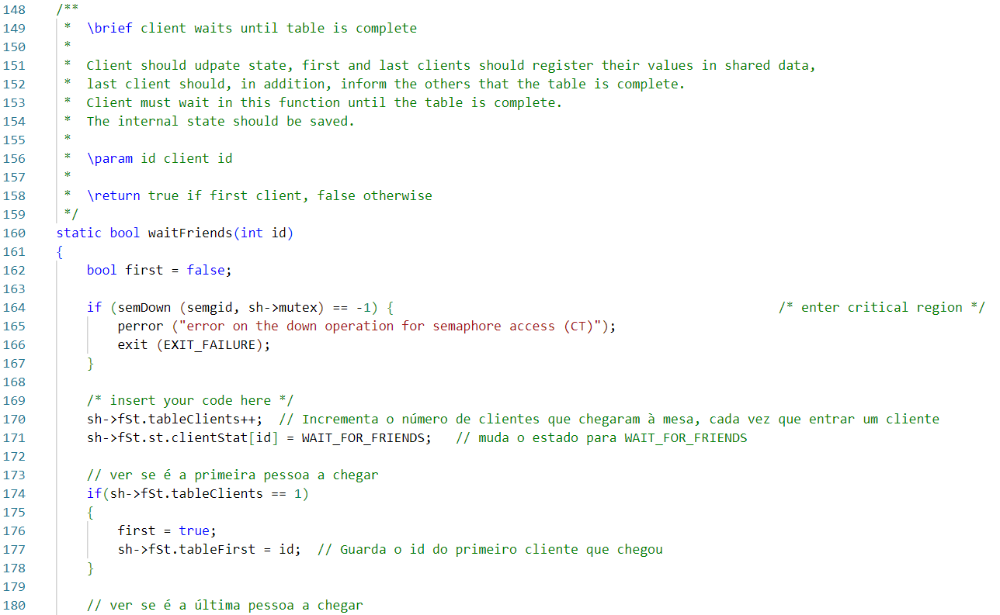 148 /**
149  *  \brief client waits until table is complete
150  *
151  *  Client should udpate state, first and last clients should register their values in shared data,
152  *  last client should, in addition, inform the others that the table is complete.
153  *  Client must wait in this function until the table is complete.
154  *  The internal state should be saved.
155  *
156  *  \param id client id
157  *
158  *  \return true if first client, false otherwise
159  */
160 static bool waitFriends(int id)
161 {
162     bool first = false;
163
164     if (semDown (semgid, sh->mutex) == -1) {                                                  /* enter critical region */
165         perror ("error on the down operation for semaphore access (CT)");
166         exit (EXIT_FAILURE);
167     }
168
169     /* insert your code here */
170     sh->fSt.tableClients++;  // Incrementa o número de clientes que chegaram à mesa, cada vez que entrar um cliente
171     sh->fSt.st.clientStat[id] = WAIT_FOR_FRIENDS;   // muda o estado para WAIT_FOR_FRIENDS
172
173     // ver se é a primeira pessoa a chegar
174     if(sh->fSt.tableClients == 1)
175     {
176         first = true;
177         sh->fSt.tableFirst = id;  // Guarda o id do primeiro cliente que chegou
178     }
179
180     // ver se é a última pessoa a chegar